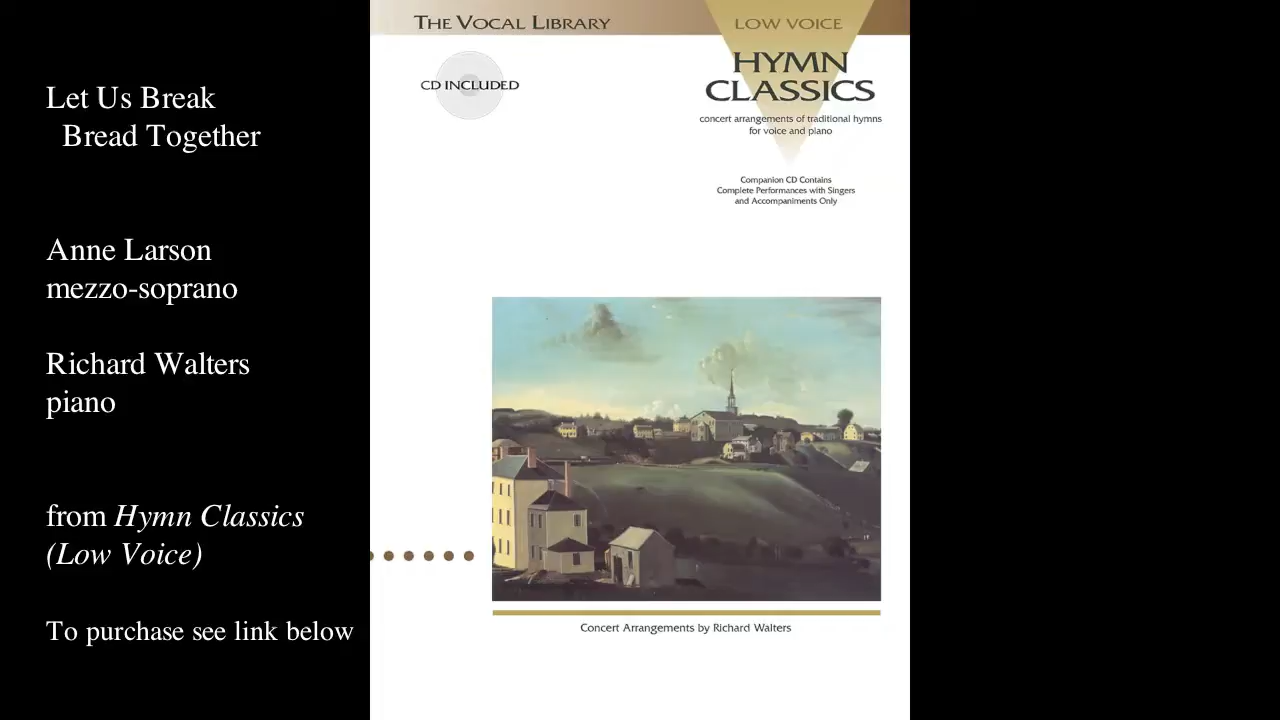 Let Us Break
Bread Together
Anne Larson
mezzo-soprano
Richard Walters
piano
from Hymn Classics
(Low Voice)
To purchase see link below
THE VOCAL LIBRARY
LOW VOICE
CD INCLUDED
HYMN
CLASSICS
concert arrangements of traditional hymns
for voice and piano
Companion CD Contains
Complete Performances with Singers
and Accompaniments Only
Concert Arrangements by Richard Walters